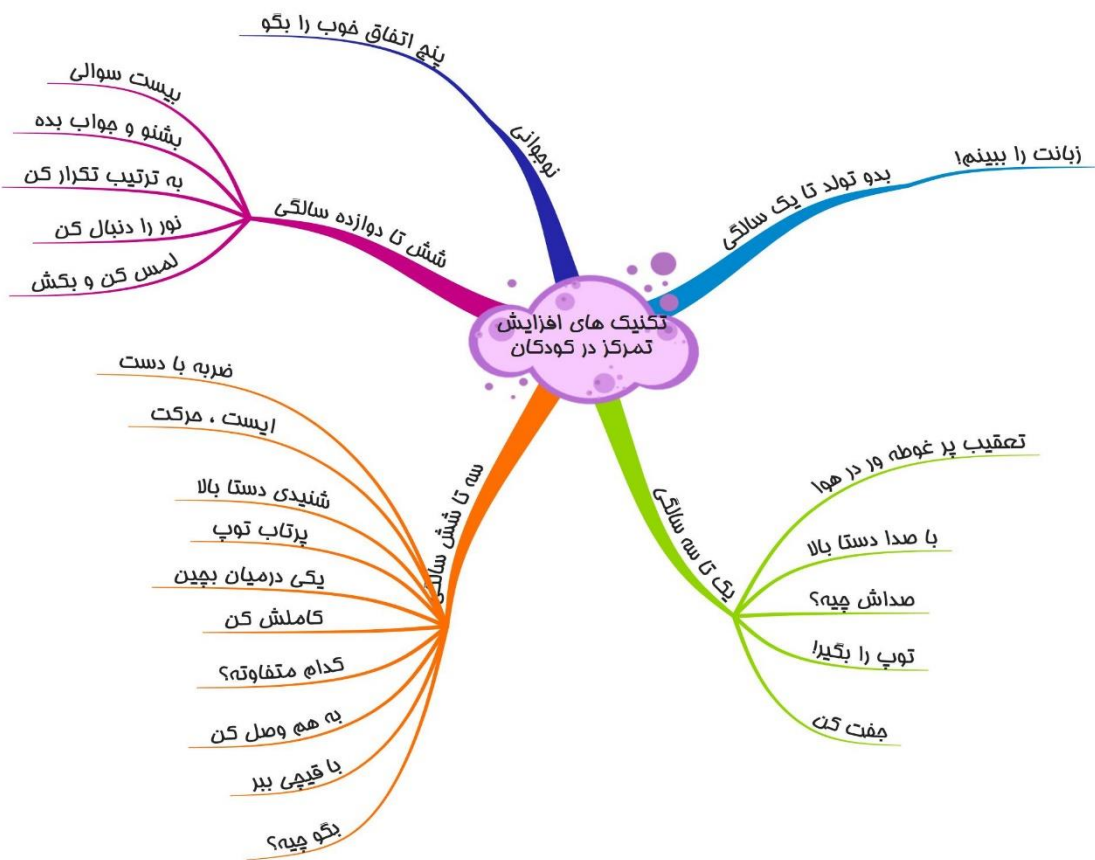 تکنیک های افزایش
تمرکز در کودکان
بدو تولد تا یک سالگی
زبانت را ببینم!
یک تا سه سالگی
تعقیب پر غوطه ور در هوا
با صدا دستا بالا
صداش چیه؟
توپ را بگیر!
جفت کن
سه تا شش سالگی
ضربه با دست
ایست ، حرکت
شنیدی دستا بالا
پرتاب توپ
یکی درمیان بچین
کاملش کن
کدام متفاوته؟
به هم وصل کن
با قیچی ببر
بگو چیه؟
شش تا دوازده سالگی
بیست سوالی
بشنو و جواب بده
به ترتیب تکرار کن
نور را دنبال کن
لمس کن و بکش
نوجوانی
پنج اتفاق خوب را بگو